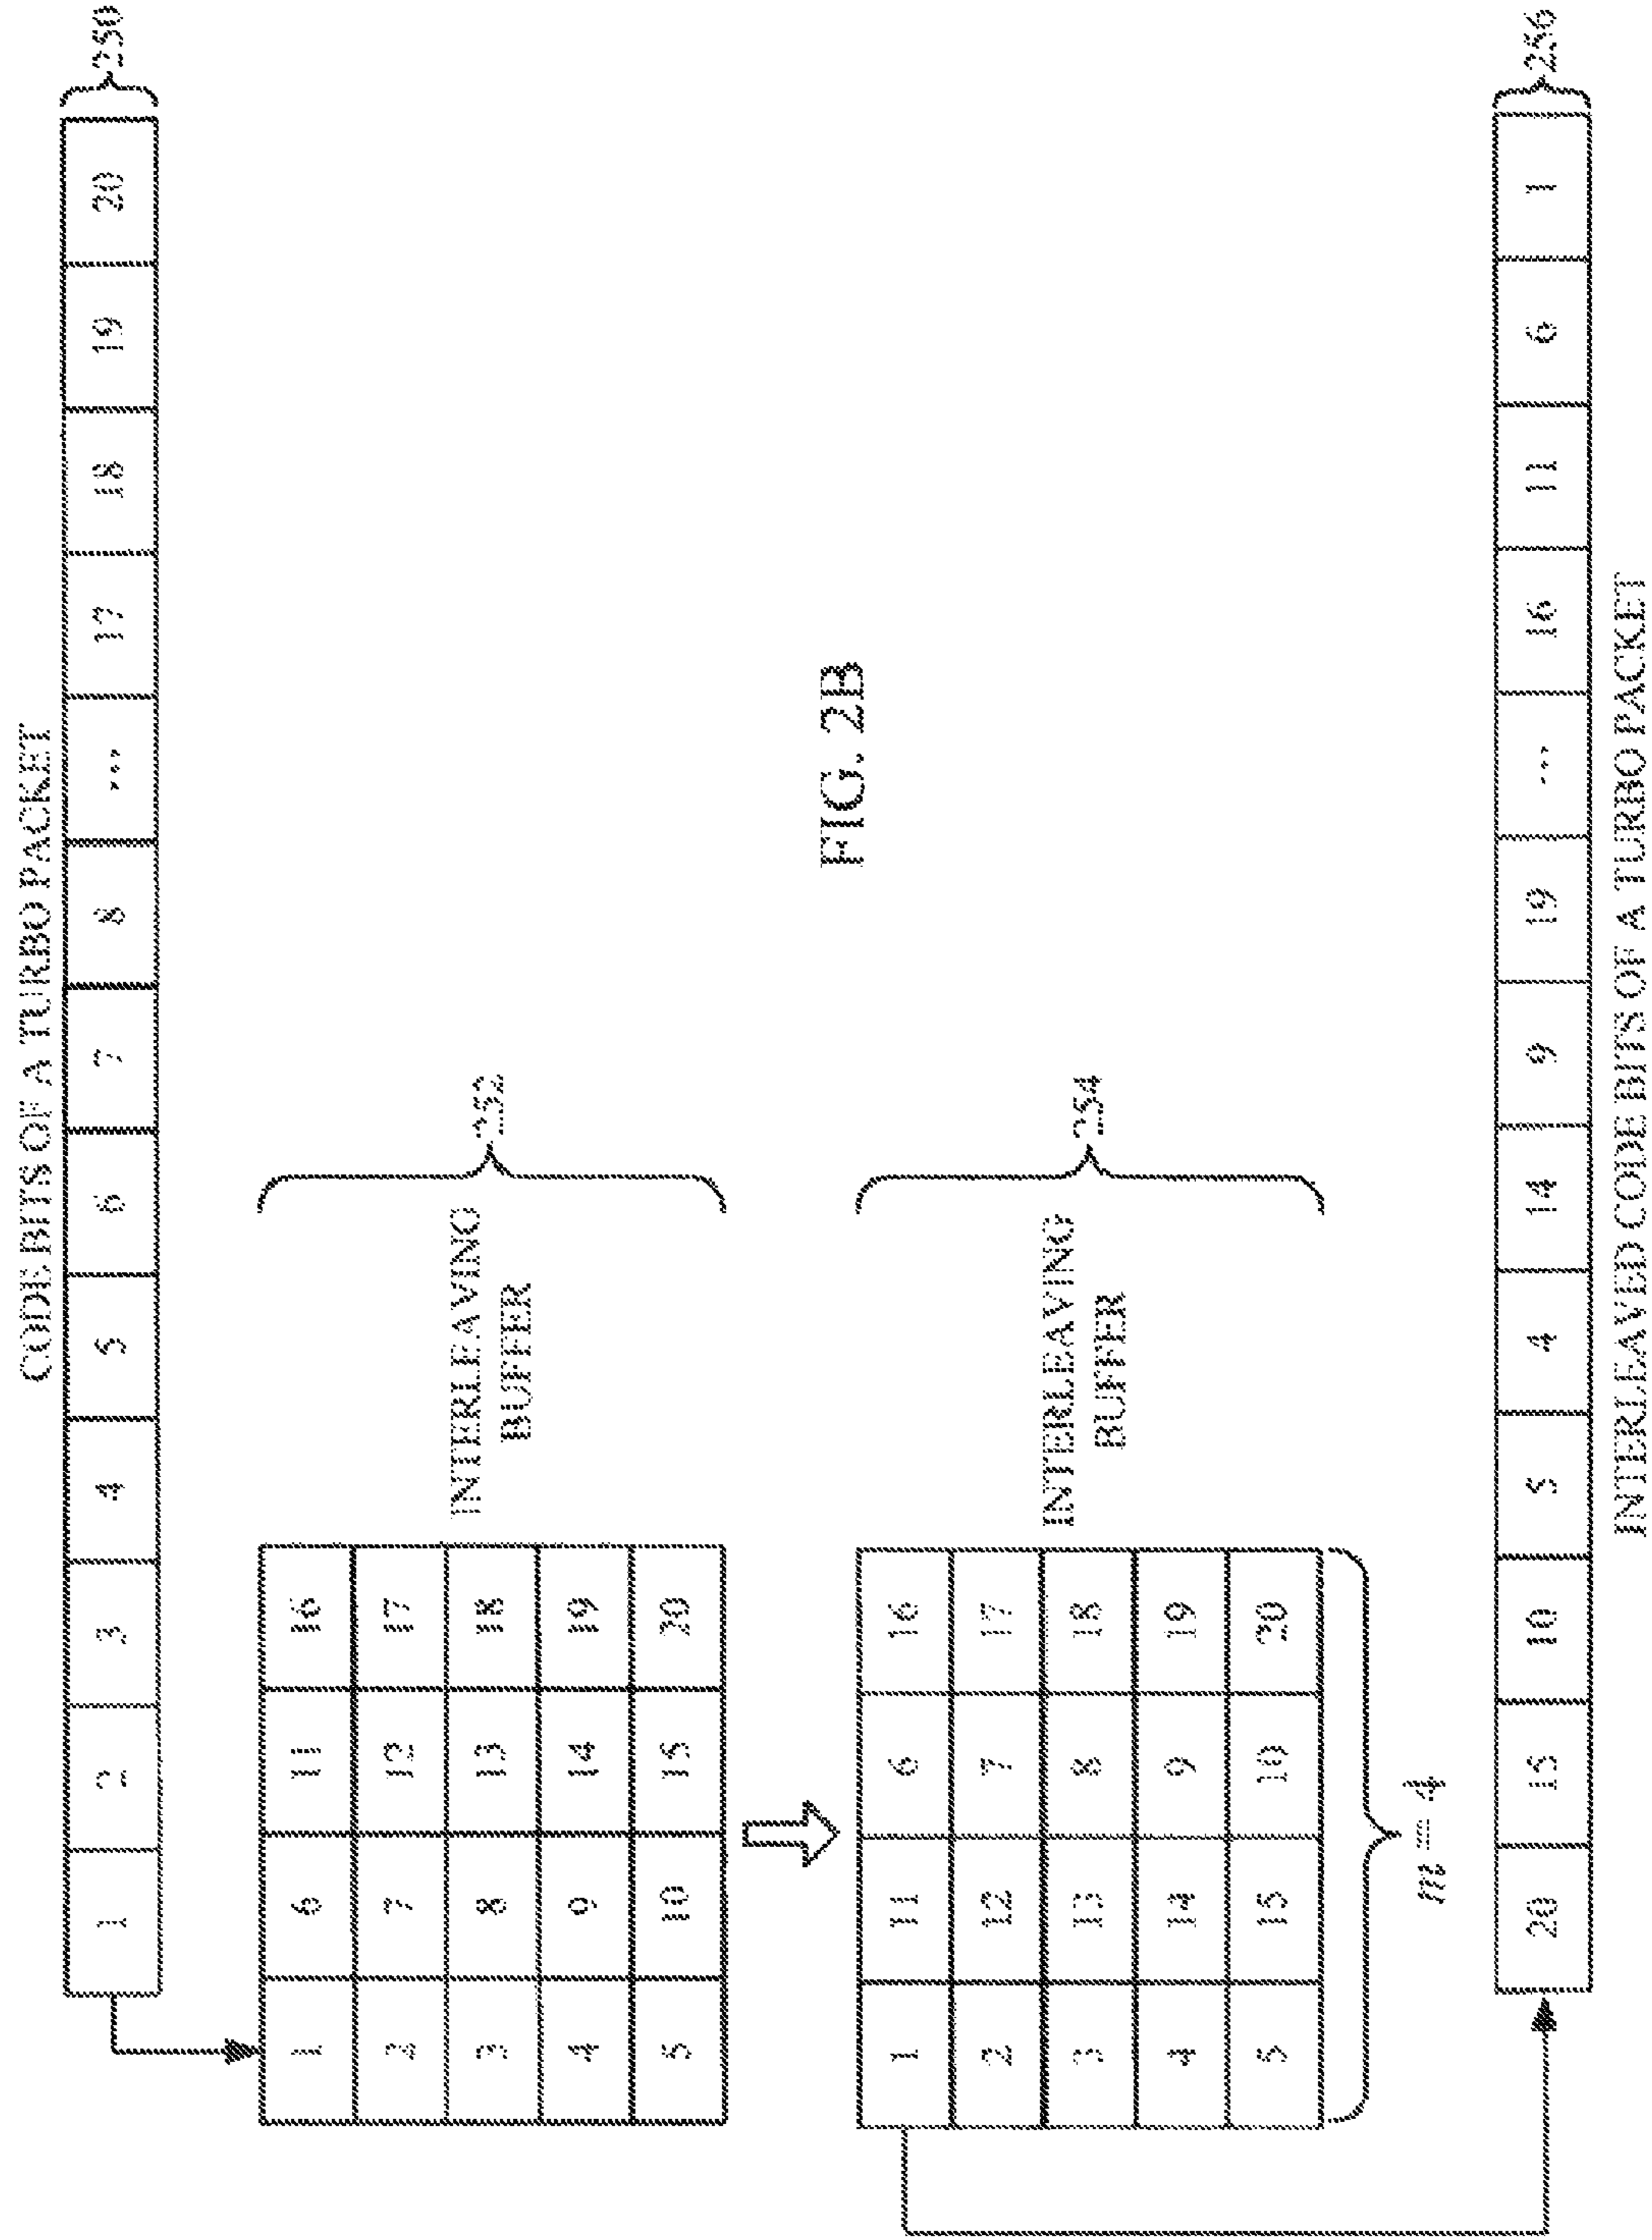 CODE BITS OF A TURBO PACKET
1 2 3 4 5 6 7 8 ... 17 18 19 20 250
1 6 11 16
2 7 12 17
3 8 13 18
4 9 14 19
5 10 15 20
INTERLEAVING
BUFFER
252
FIG. 2B
1 11 6 16
2 12 7 17
3 13 8 18
4 14 9 19
5 15 10 20
INTERLEAVING
BUFFER
254
m = 4
20 15 10 5 4 14 9 19 ... 16 11 6 1 256
INTERLEAVED CODE BITS OF A TURBO PACKET